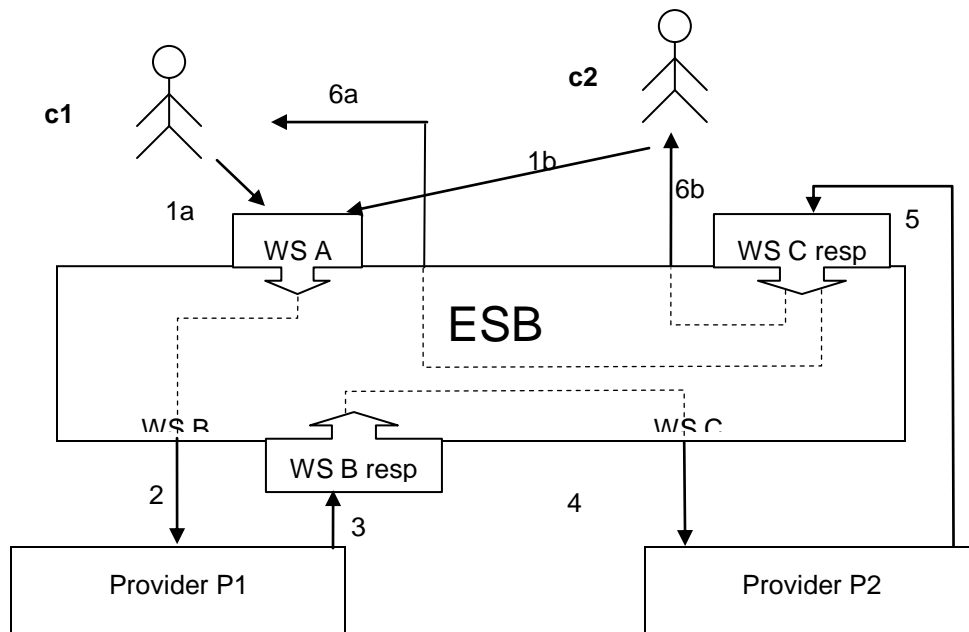 c2
6a
c1
1b
1a
6b
5
WS A
WS C resp
ESB
WS B
WS C
WS B resp
2
4
3
Provider P1
Provider P2